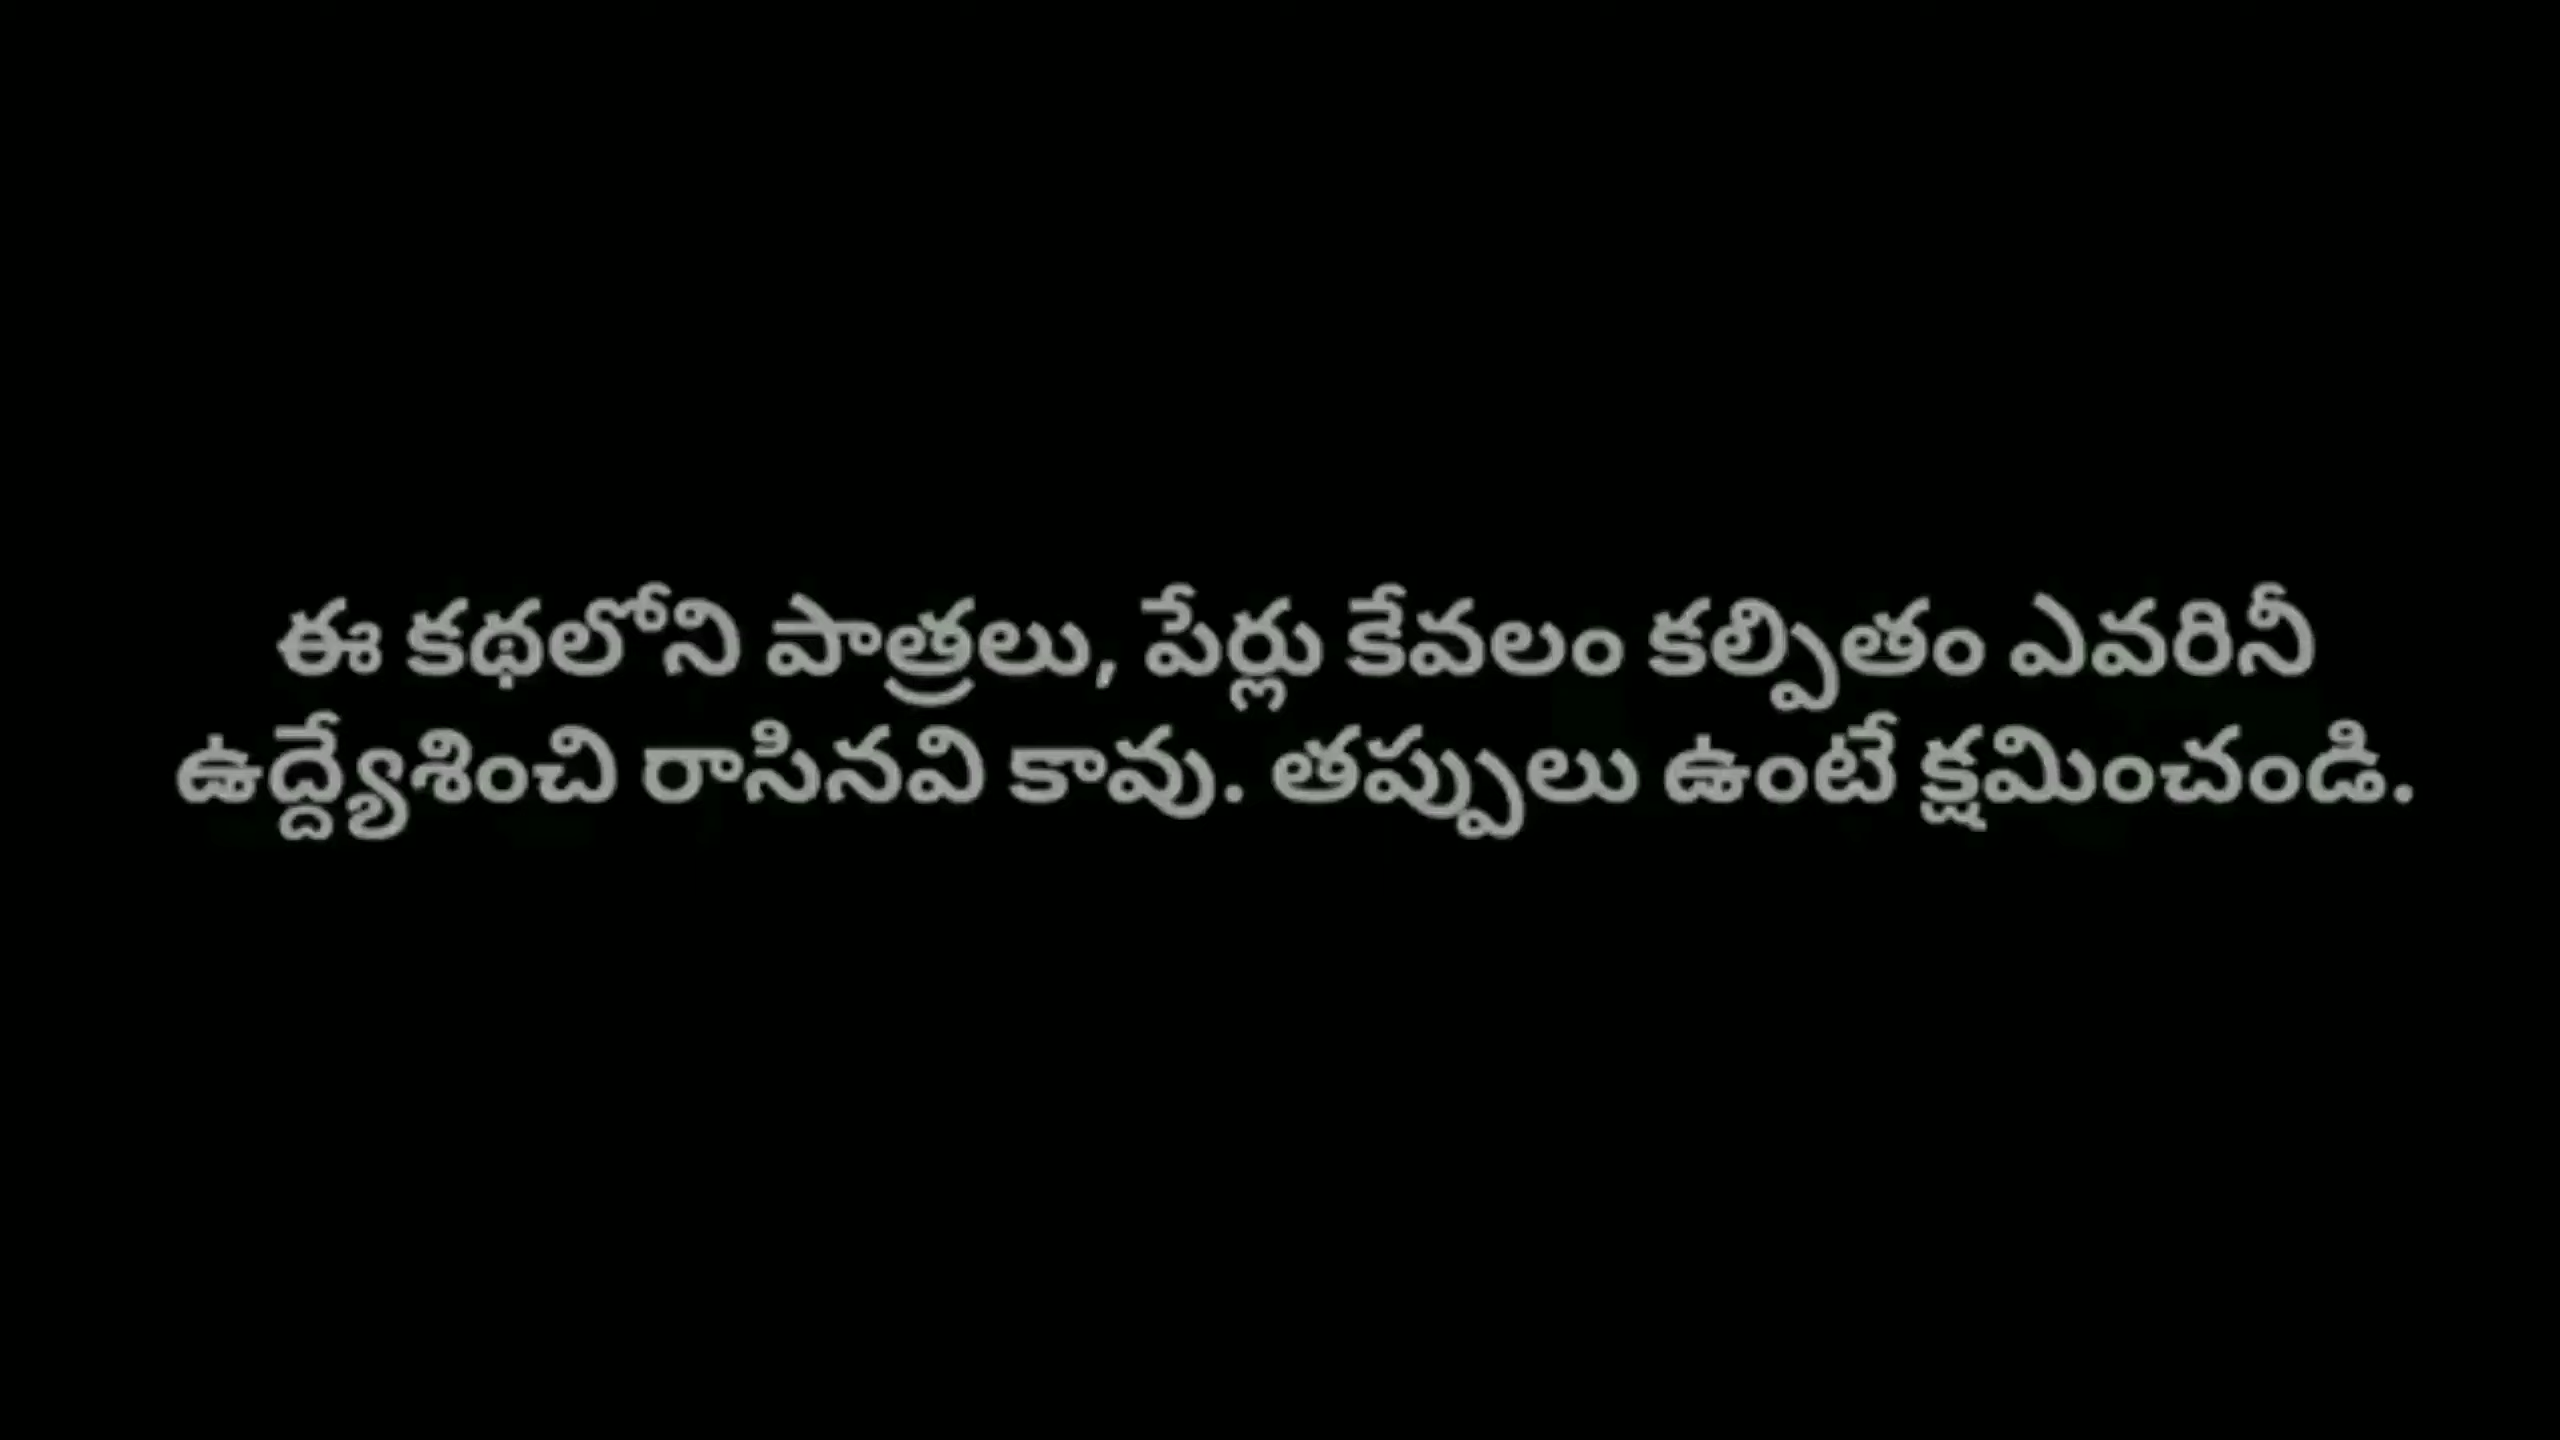 ఈ కథలోని పాత్రలు, పేర్లు కేవలం కల్పితం ఎవరినీ
ఉద్ద్యేశించి రాసినవి కావు. తప్పులు ఉంటే క్షమించండి.